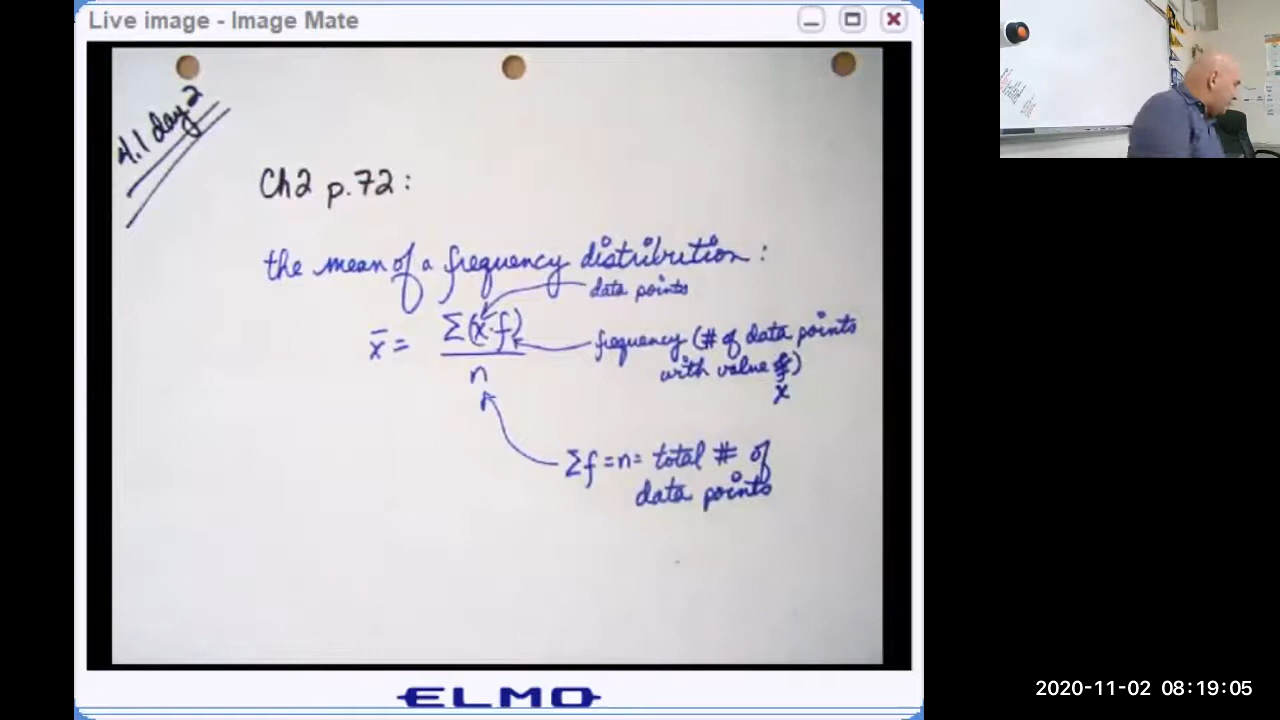 Live image - Image Mate
4.1 day 2
Ch2 p.72:
the mean of a frequency distribution:
data points
x̄ = Σ(x·f)
n
frequency (# of data points
with value
x
)
Σf = n = total # of
data points
ELMO
2020-11-02 08:19:05